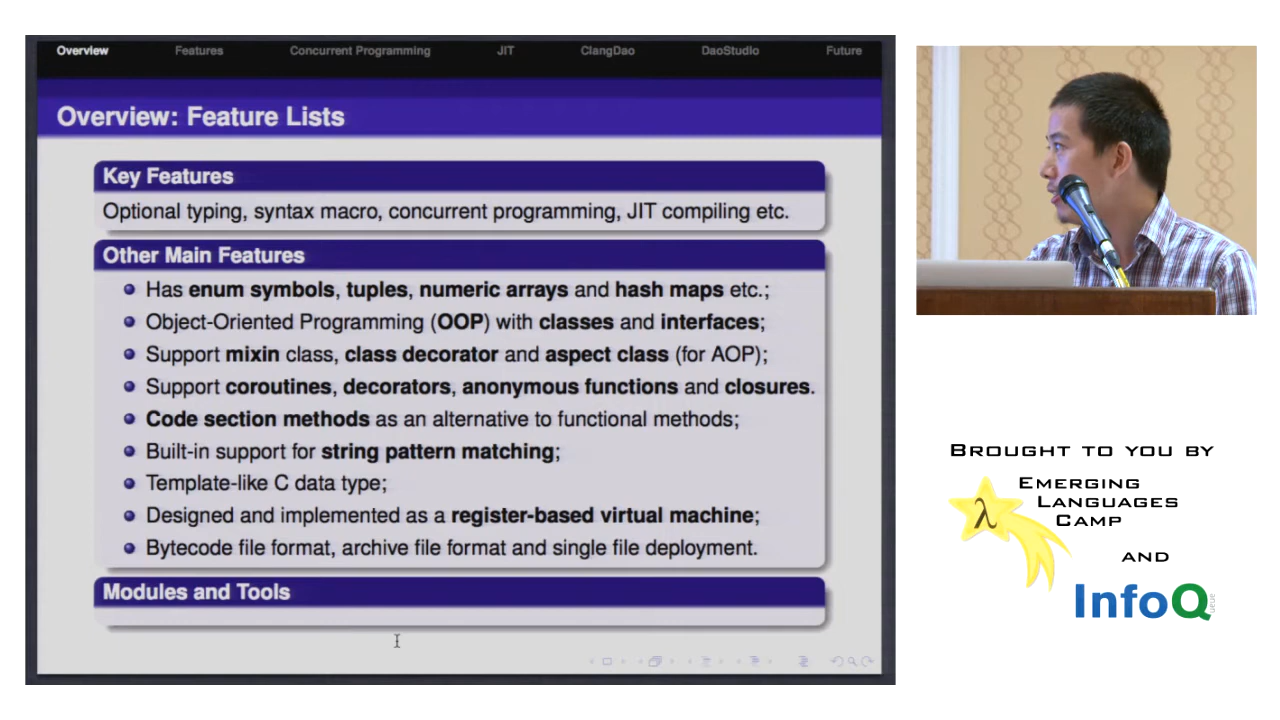 Overview Features Concurrent Programming JIT ClangDao DaoStudio Future
Overview: Feature Lists
Key Features
Optional typing, syntax macro, concurrent programming, JIT compiling etc.
Other Main Features
Has enum symbols, tuples, numeric arrays and hash maps etc.;
Object-Oriented Programming (OOP) with classes and interfaces;
Support mixin class, class decorator and aspect class (for AOP);
Support coroutines, decorators, anonymous functions and closures.
Code section methods as an alternative to functional methods;
Built-in support for string pattern matching;
Template-like C data type;
Designed and implemented as a register-based virtual machine;
Bytecode file format, archive file format and single file deployment.
Modules and Tools
BROUGHT TO YOU BY
EMERGING
LANGUAGES
CAMP
λ
AND
InfoQ
ueue